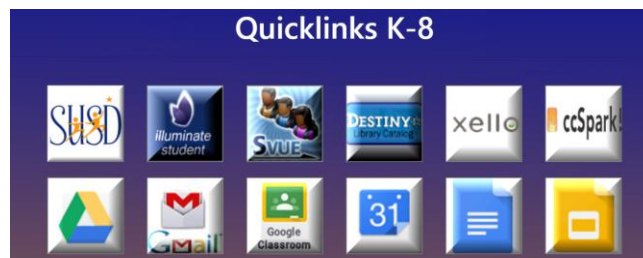 Quicklinks K-8
SUSD
illuminate
student
SVUE
DESTINY
Library Catalog
xello
ccSpark!
GMail
Google
Classroom
31